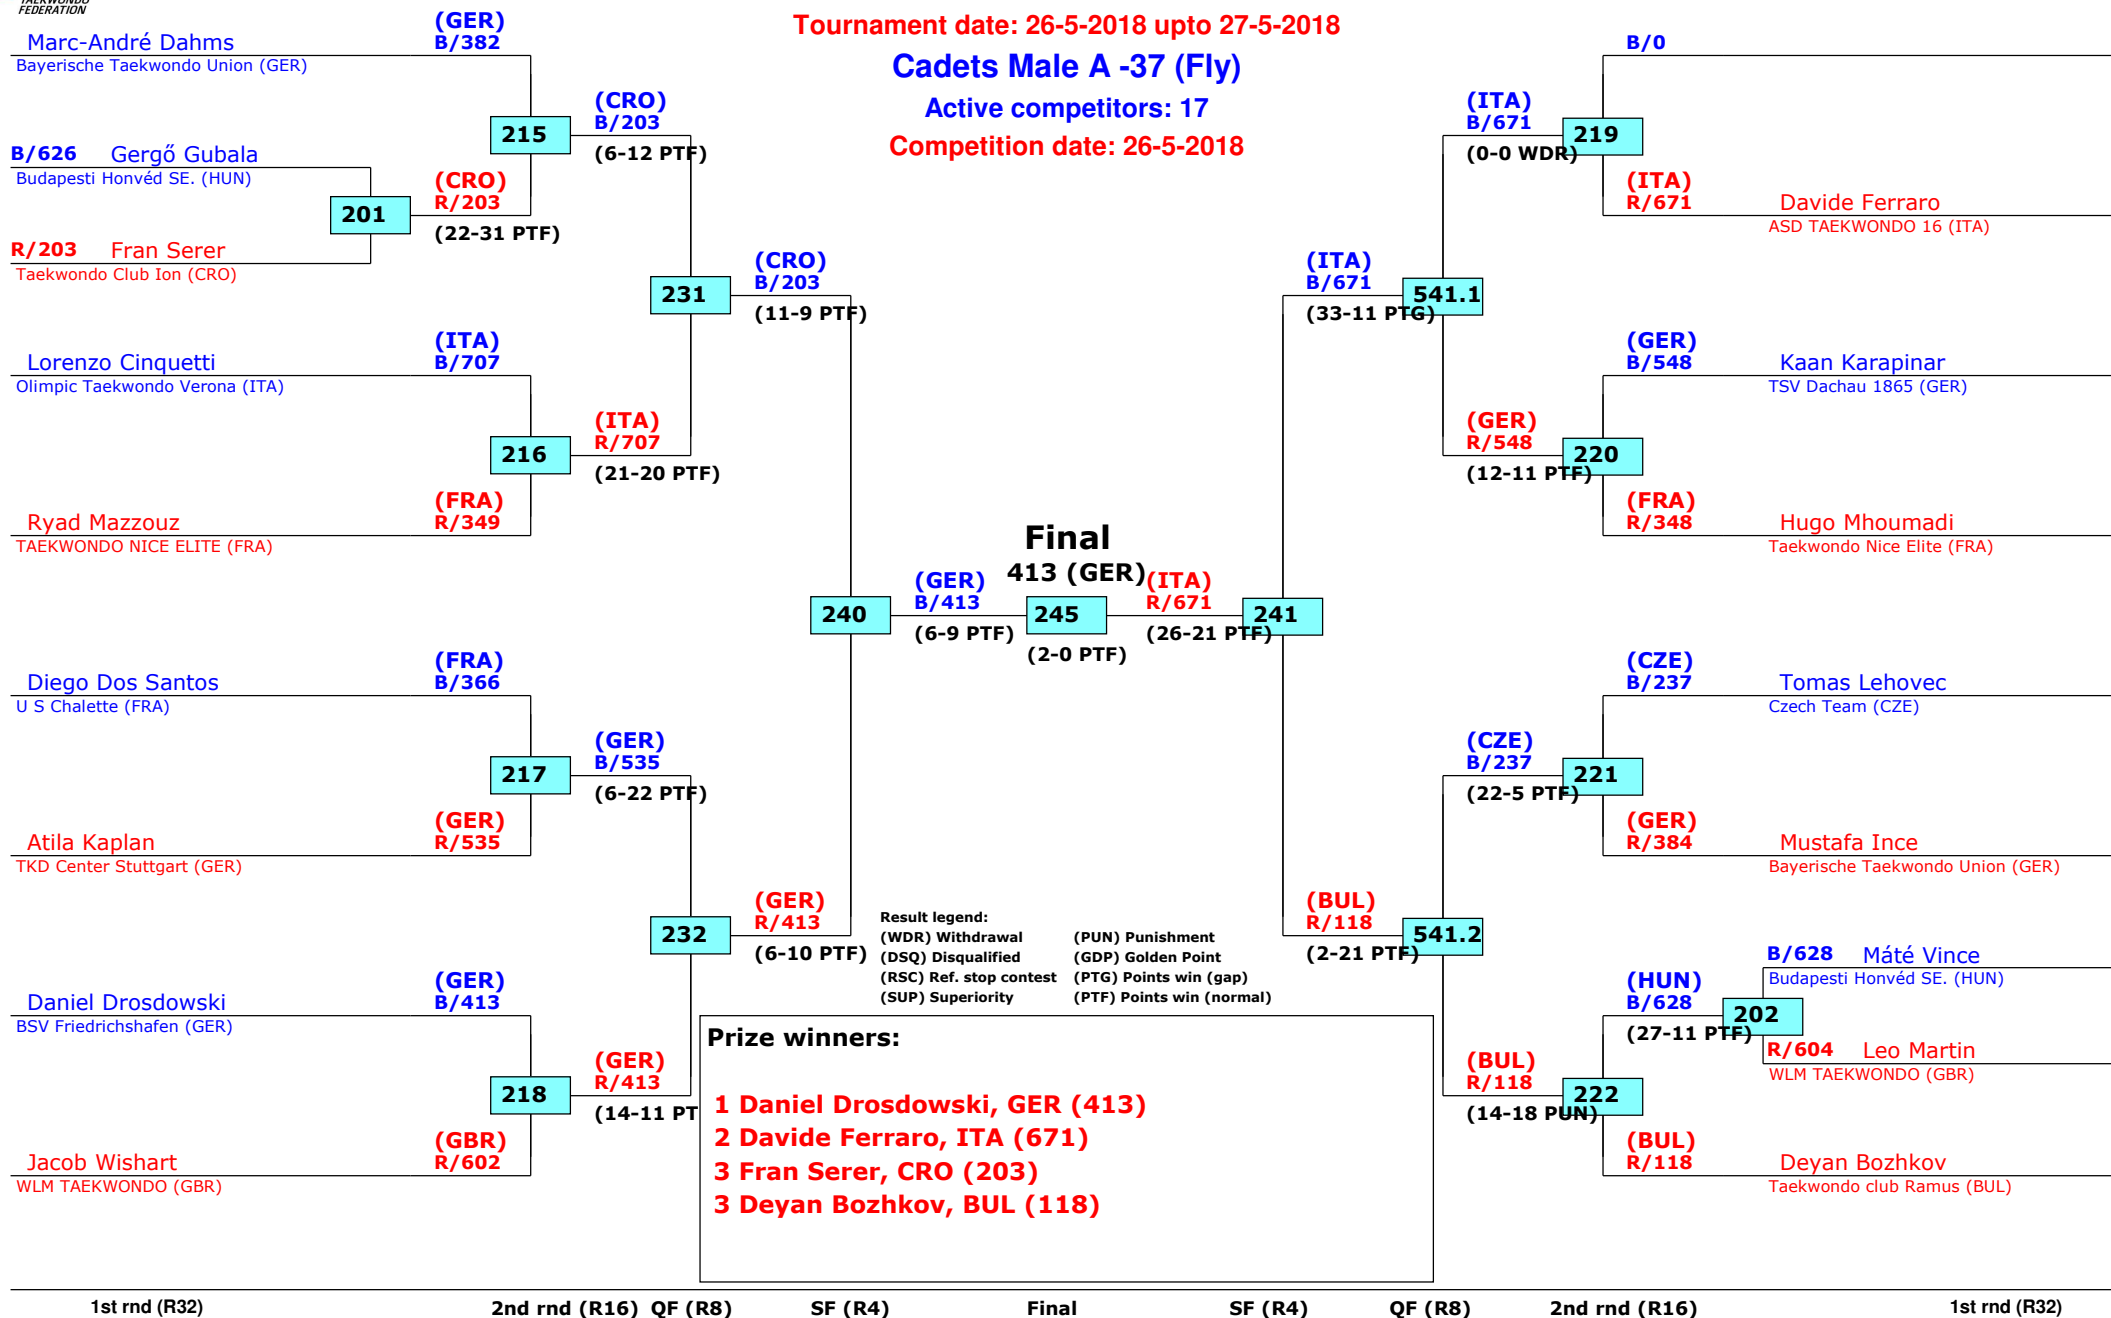 TAEKWONDO
FEDERATION
Tournament date: 26-5-2018 upto 27-5-2018
Cadets Male A -37 (Fly)
Active competitors: 17
Competition date: 26-5-2018
Marc-André Dahms
Bayerische Taekwondo Union (GER)
(GER)
B/382
B/626 Gergő Gubala
Budapesti Honvéd SE. (HUN)
R/203 Fran Serer
Taekwondo Club Ion (CRO)
201
(CRO)
R/203
(22-31 PTF)
215
(CRO)
B/203
(6-12 PTF)
Lorenzo Cinquetti
Olimpic Taekwondo Verona (ITA)
(ITA)
B/707
Ryad Mazzouz
TAEKWONDO NICE ELITE (FRA)
(FRA)
R/349
216
(ITA)
R/707
(21-20 PTF)
231
(CRO)
B/203
(11-9 PTF)
Diego Dos Santos
U S Chalette (FRA)
(FRA)
B/366
Atila Kaplan
TKD Center Stuttgart (GER)
(GER)
R/535
217
(GER)
B/535
(6-22 PTF)
Daniel Drosdowski
BSV Friedrichshafen (GER)
(GER)
B/413
Jacob Wishart
WLM TAEKWONDO (GBR)
(GBR)
R/602
218
(GER)
R/413
(14-11 PT
232
(GER)
R/413
(6-10 PTF)
240
(GER)
B/413
(6-9 PTF)
Final
413 (GER)
245
(2-0 PTF)
(ITA)
R/671
(26-21 PTF)
241
(ITA)
B/671
(33-11 PTG)
541.1
(ITA)
B/671
(0-0 WDR)
219
B/0
(ITA)
R/671
Davide Ferraro
ASD TAEKWONDO 16 (ITA)
(GER)
R/548
(12-11 PTF)
220
(GER)
B/548
Kaan Karapinar
TSV Dachau 1865 (GER)
(FRA)
R/348
Hugo Mhoumadi
Taekwondo Nice Elite (FRA)
(BUL)
R/118
(2-21 PTF)
541.2
(CZE)
B/237
(22-5 PTF)
221
(CZE)
B/237
Tomas Lehovec
Czech Team (CZE)
(GER)
R/384
Mustafa Ince
Bayerische Taekwondo Union (GER)
(BUL)
R/118
(14-18 PUN)
222
(HUN)
B/628
(27-11 PTF)
202
B/628 Máté Vince
Budapesti Honvéd SE. (HUN)
R/604 Leo Martin
WLM TAEKWONDO (GBR)
(BUL)
R/118
Deyan Bozhkov
Taekwondo club Ramus (BUL)
Result legend:
(WDR) Withdrawal (PUN) Punishment
(DSQ) Disqualified (GDP) Golden Point
(RSC) Ref. stop contest (PTG) Points win (gap)
(SUP) Superiority (PTF) Points win (normal)
Prize winners:
1 Daniel Drosdowski, GER (413)
2 Davide Ferraro, ITA (671)
3 Fran Serer, CRO (203)
3 Deyan Bozhkov, BUL (118)
1st rnd (R32) 2nd rnd (R16) QF (R8) SF (R4) Final SF (R4) QF (R8) 2nd rnd (R16) 1st rnd (R32)